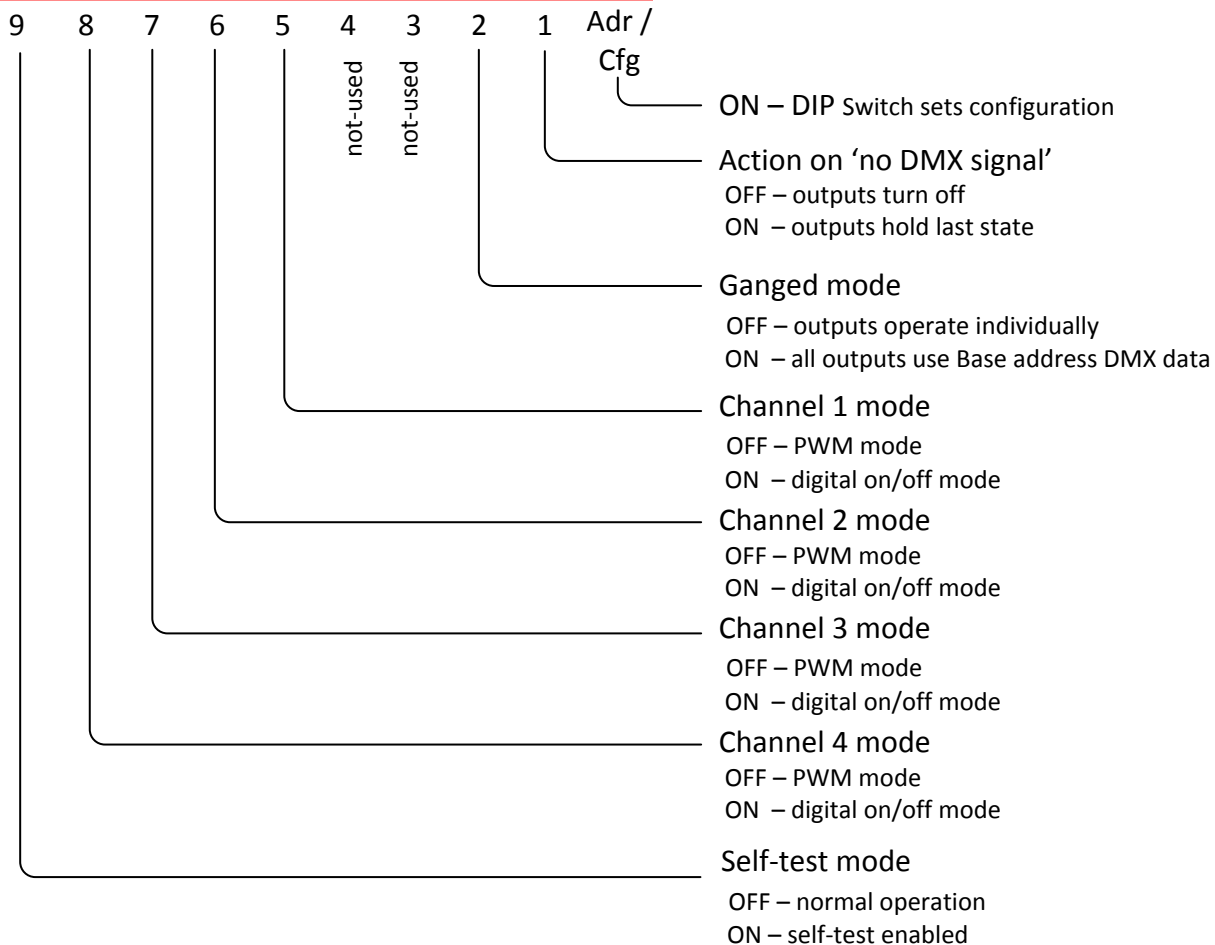 9 8 7 6 5 4 3 2 1 Adr /
Cfg
not-used
not-used
ON – DIP Switch sets configuration
Action on ‘no DMX signal’
OFF – outputs turn off
ON – outputs hold last state
Ganged mode
OFF – outputs operate individually
ON – all outputs use Base address DMX data
Channel 1 mode
OFF – PWM mode
ON – digital on/off mode
Channel 2 mode
OFF – PWM mode
ON – digital on/off mode
Channel 3 mode
OFF – PWM mode
ON – digital on/off mode
Channel 4 mode
OFF – PWM mode
ON – digital on/off mode
Self-test mode
OFF – normal operation
ON – self-test enabled